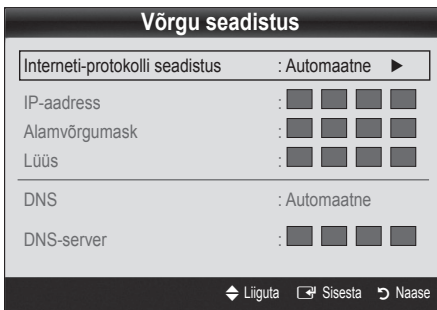 Võrgu seadistus
Interneti-protokolli seadistus : Automaatne ▶
IP-aadress :
Alamvõrgumask :
Lüüs :
DNS : Automaatne
DNS-server :
Liiguta Sisesta Naase